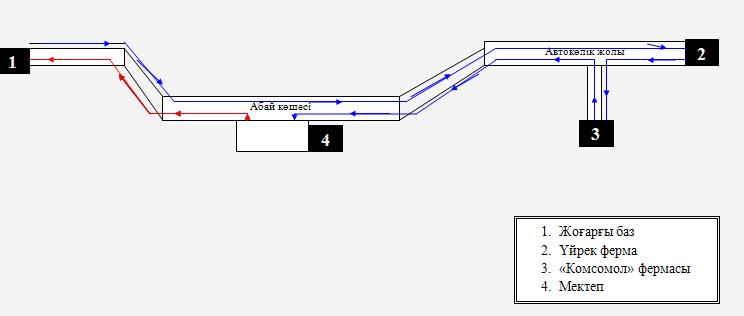 Автокөлік жолы
1
2
Абай көшесі
3
4
1. Жоғарғы баз
2. Үйрек ферма
3. «Комсомол» фермасы
4. Мектеп